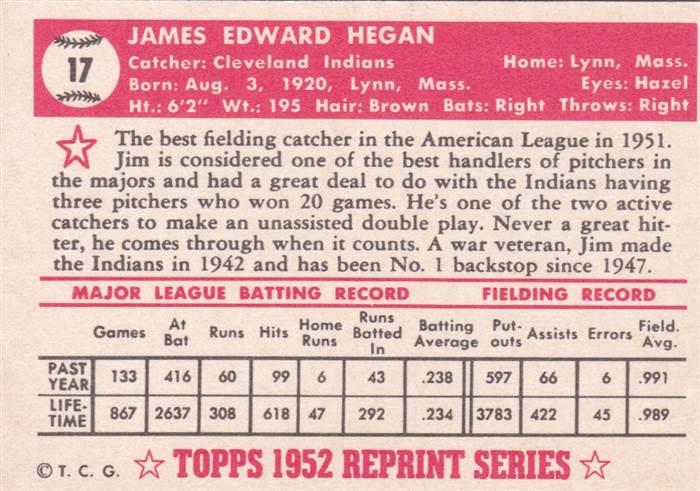 17
JAMES EDWARD HEGAN
Catcher: Cleveland Indians Home: Lynn, Mass.
Born: Aug. 3, 1920, Lynn, Mass. Eyes: Hazel
Ht.: 6'2" Wt.: 195 Hair: Brown Bats: Right Throws: Right
The best fielding catcher in the American League in 1951.
Jim is considered one of the best handlers of pitchers in
the majors and had a great deal to do with the Indians having
three pitchers who won 20 games. He's one of the two active
catchers to make an unassisted double play. Never a great hit-
ter, he comes through when it counts. A war veteran, Jim made
the Indians in 1942 and has been No. 1 backstop since 1947.
MAJOR LEAGUE BATTING RECORD FIELDING RECORD
Games At Bat Runs Hits Home Runs Runs Batted In Batting Average Put-outs Assists Errors Field. Avg.
PAST YEAR 133 416 60 99 6 43 .238 597 66 6 .991
LIFE-TIME 867 2637 308 618 47 292 .234 3783 422 45 .989
© T. C. G. ☆ TOPPS 1952 REPRINT SERIES ☆